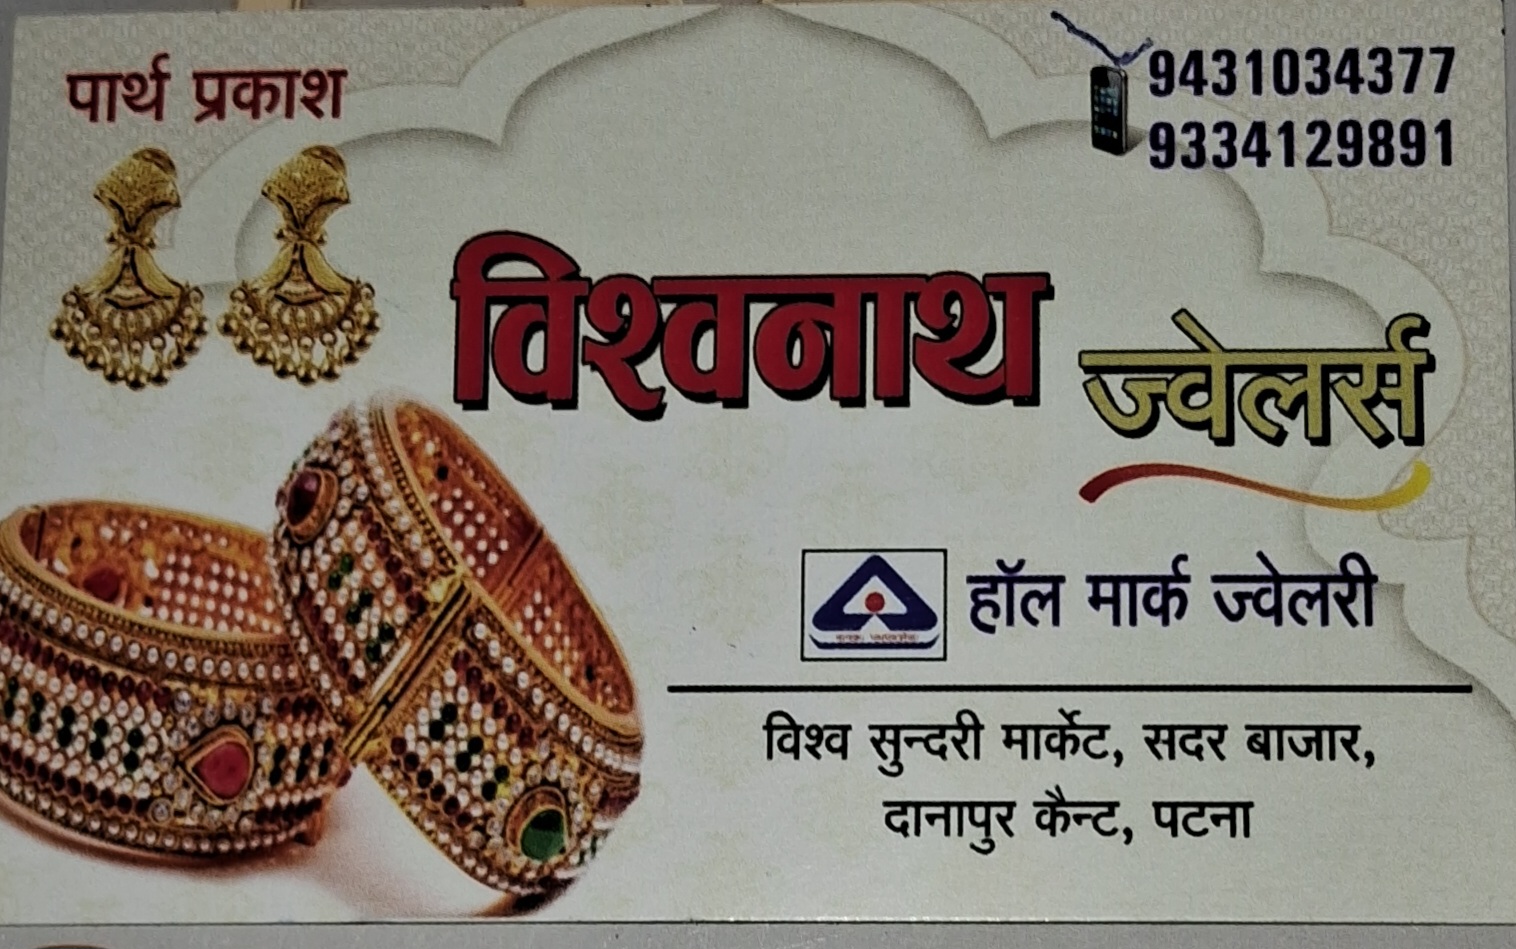 पार्थ प्रकाश
9431034377
9334129891
विश्वनाथ ज्वेलर्स
हॉल मार्क ज्वेलरी
विश्व सुन्दरी मार्केट, सदर बाजार,
दानापुर कैन्ट, पटना